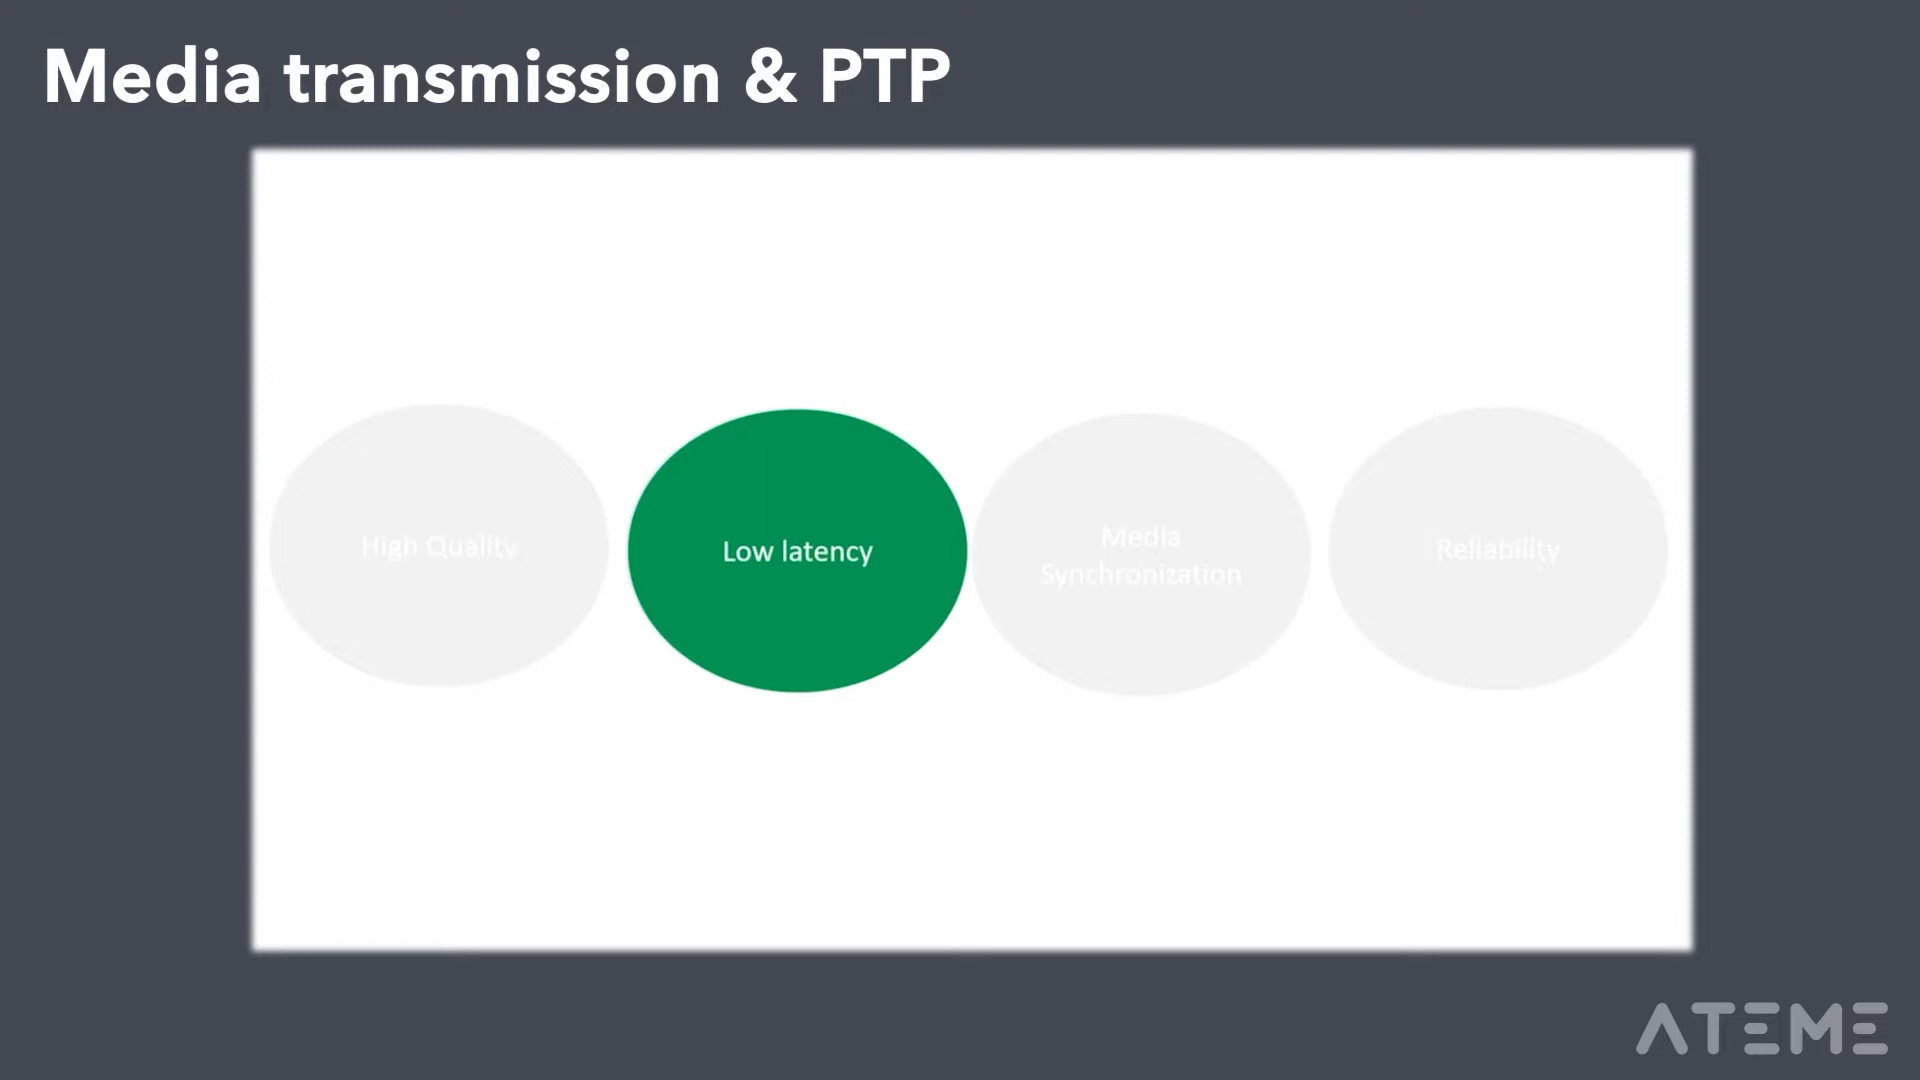 Media transmission & PTP
High Quality
Low latency
Media
Synchronization
Reliability
ATEME